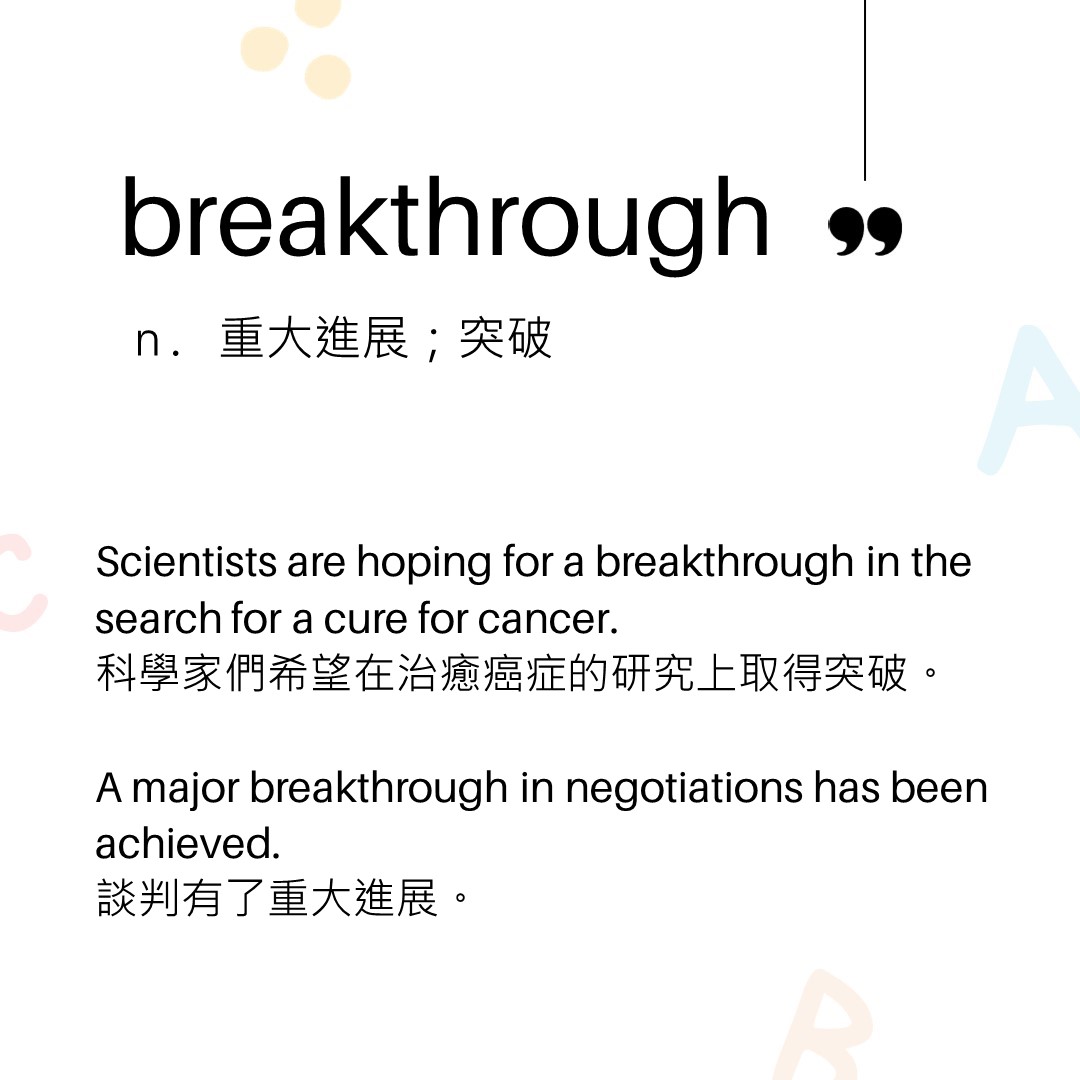 breakthrough ”
n. 重大進展；突破
Scientists are hoping for a breakthrough in the
search for a cure for cancer.
科學家們希望在治癒癌症的研究上取得突破。
A major breakthrough in negotiations has been
achieved.
談判有了重大進展。
A
C
B